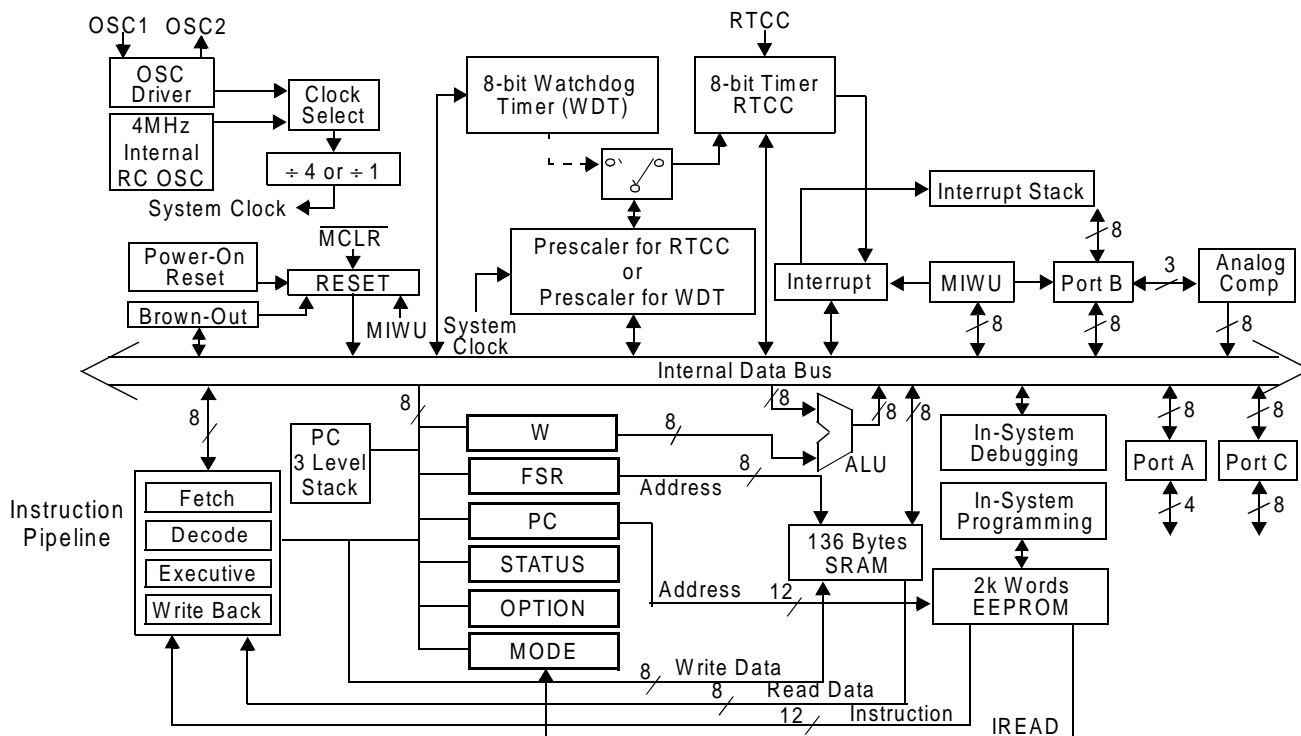 OSC1
OSC2
RTCC
OSC
Driver
Clock
Select
4MHz
Internal
RC OSC
÷ 4 or ÷ 1
System Clock
8-bit Watchdog
Timer (WDT)
8-bit Timer
RTCC
Interrupt Stack
8
MCLR
Power-On
Reset
RESET
Brown-Out
MIWU
System
Clock
Prescaler for RTCC
or
Prescaler for WDT
Interrupt
MIWU
Port B
3
Analog
Comp
8
8
8
Internal Data Bus
8
8
8
8
8
8
8
PC
3 Level
Stack
W
8
FSR
8
Address
PC
STATUS
OPTION
MODE
ALU
In-System
Debugging
Port A
Port C
4
8
In-System
Programming
Instruction
Pipeline
Fetch
Decode
Executive
Write Back
136 Bytes
SRAM
Address
12
2k Words
EEPROM
8
Write Data
8
Read Data
12
Instruction
IREAD